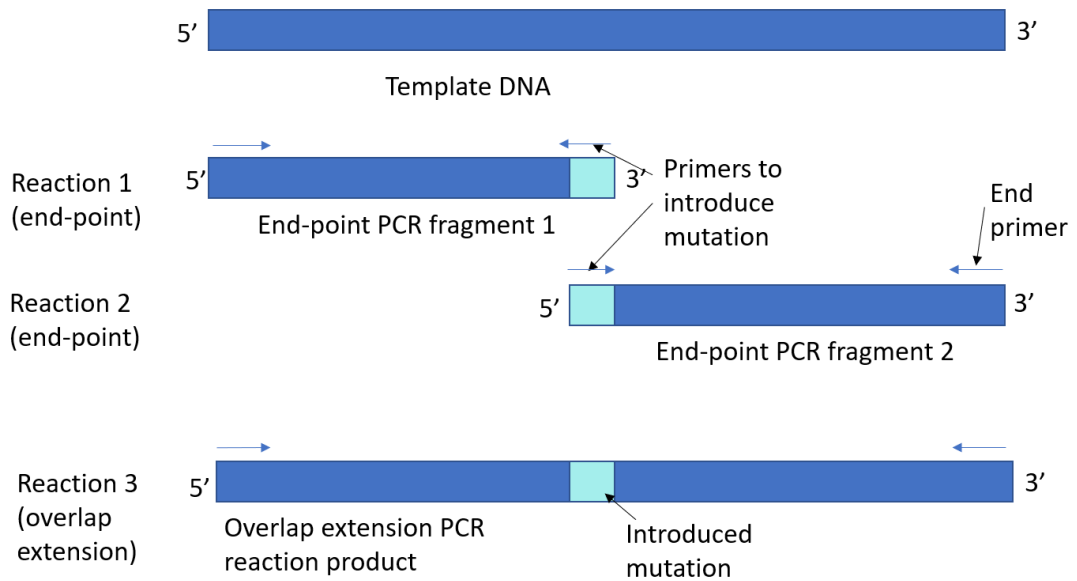 5’
3’
Template DNA
Reaction 1
(end-point)
5’
3’
End-point PCR fragment 1
Primers to
introduce
mutation
End
primer
Reaction 2
(end-point)
5’
3’
End-point PCR fragment 2
Reaction 3
(overlap
extension)
5’
3’
Overlap extension PCR
reaction product
Introduced
mutation